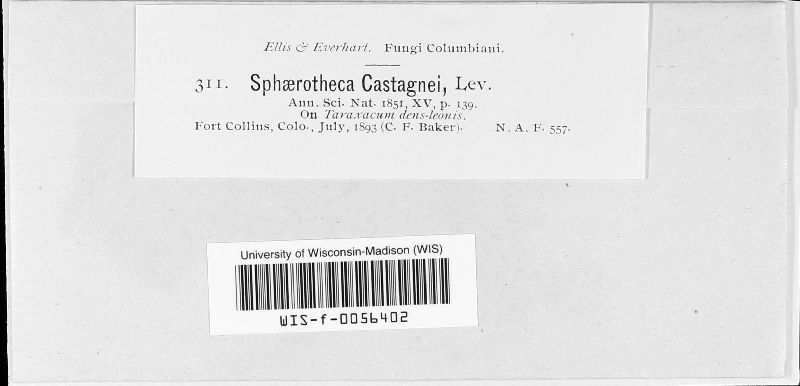 Ellis & Everhart. Fungi Columbiani.
311. Sphærotheca Castagnei, Lev.
Ann. Sci. Nat. 1851, XV, p. 139.
On Taraxacum dens-leonis.
Fort Collins, Colo., July, 1893 (C. F. Baker). N. A. F. 557.
University of Wisconsin-Madison (WIS)
WIS-f-0056402